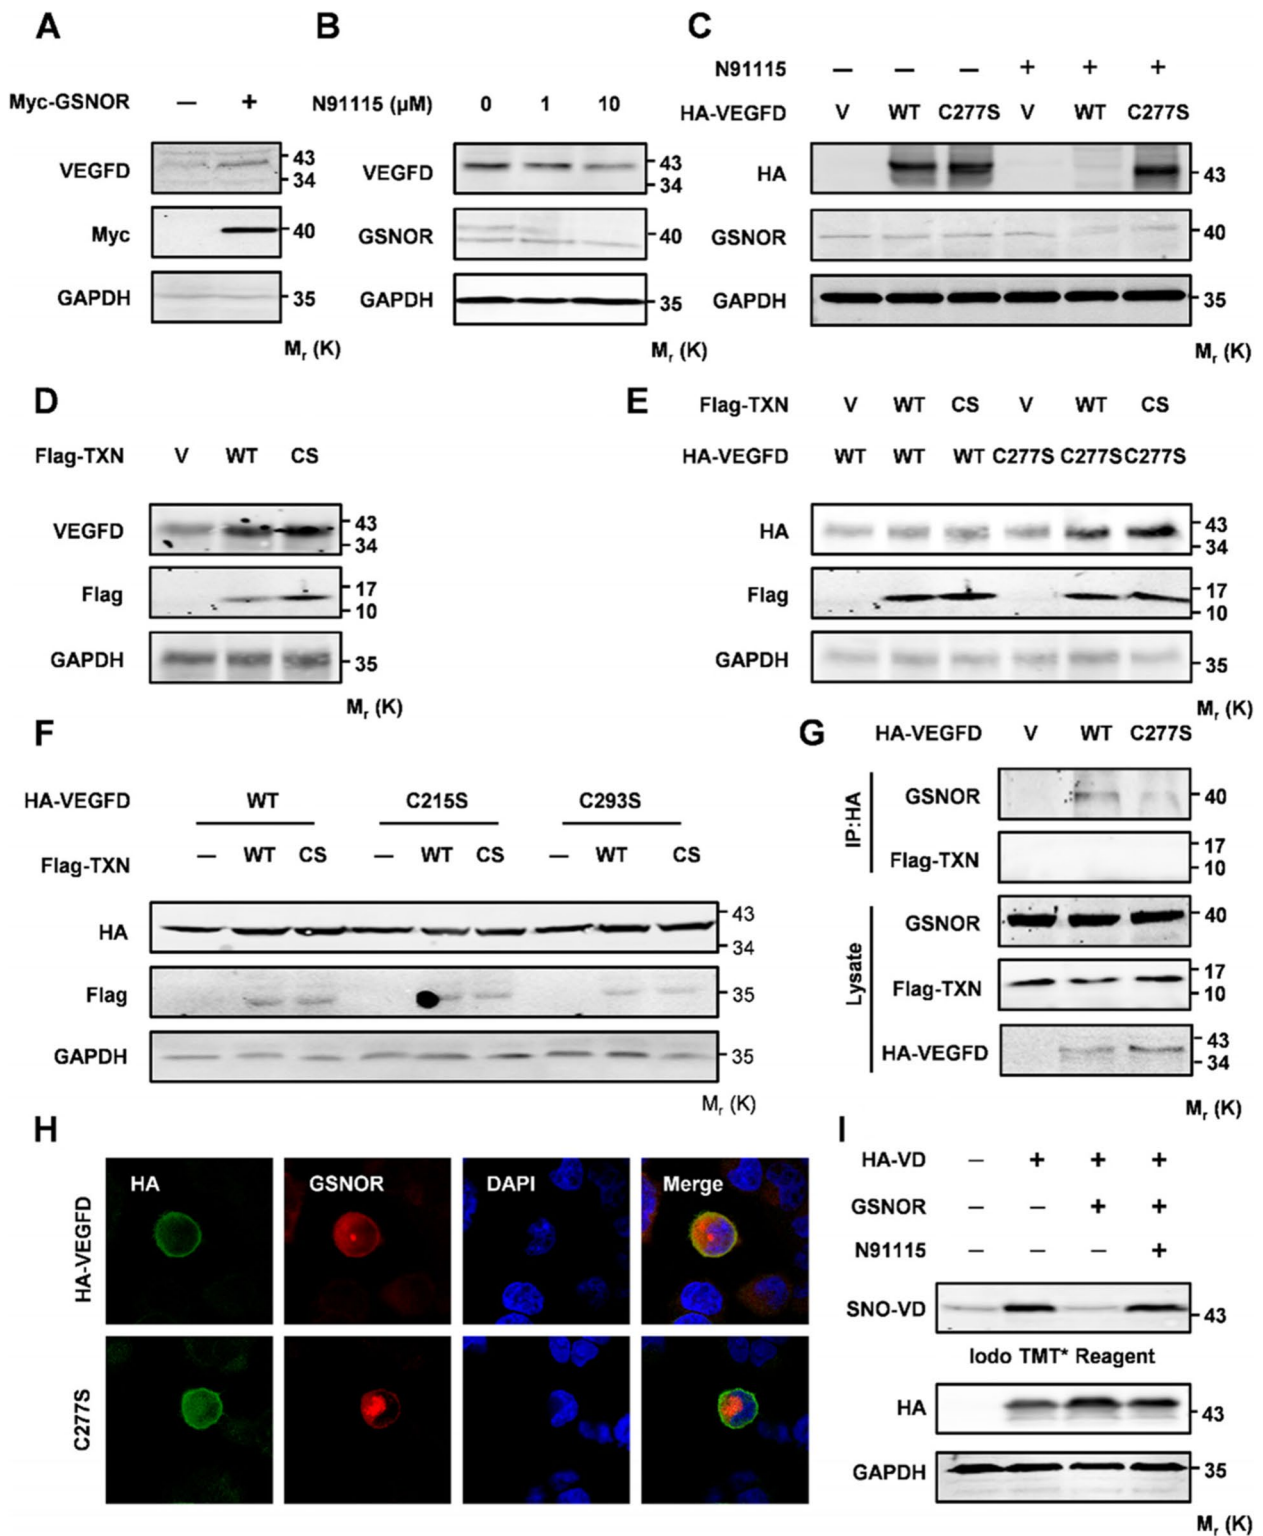 A
Myc-GSNOR — +
VEGFD 43
34
Myc 40
GAPDH 35
Mr (K)
B
N91115 (μM) 0 1 10
VEGFD 43
34
GSNOR 40
GAPDH 35
Mr (K)
C
N91115 — — — + + +
HA-VEGFD V WT C277S V WT C277S
HA 43
GSNOR 40
GAPDH 35
Mr (K)
D
Flag-TXN V WT CS
VEGFD 43
34
Flag 17
10
GAPDH 35
Mr (K)
E
Flag-TXN V WT CS V WT CS
HA-VEGFD WT WT WT C277S C277S C277S
HA 43
34
Flag 17
10
GAPDH 35
Mr (K)
F
HA-VEGFD WT C215S C293S
Flag-TXN — WT CS — WT CS — WT CS
HA 43
34
Flag 35
GAPDH 35
Mr (K)
G
HA-VEGFD V WT C277S
IP:HA
GSNOR 40
Flag-TXN 17
10
Lysate
GSNOR 40
Flag-TXN 17
10
HA-VEGFD 43
34
Mr (K)
H
HA-VEGFD
HA GSNOR DAPI Merge
C277S
I
HA-VD — + + +
GSNOR — — + +
N91115 — — — +
SNO-VD 43
Iodo TMT* Reagent
HA 43
GAPDH 35
Mr (K)